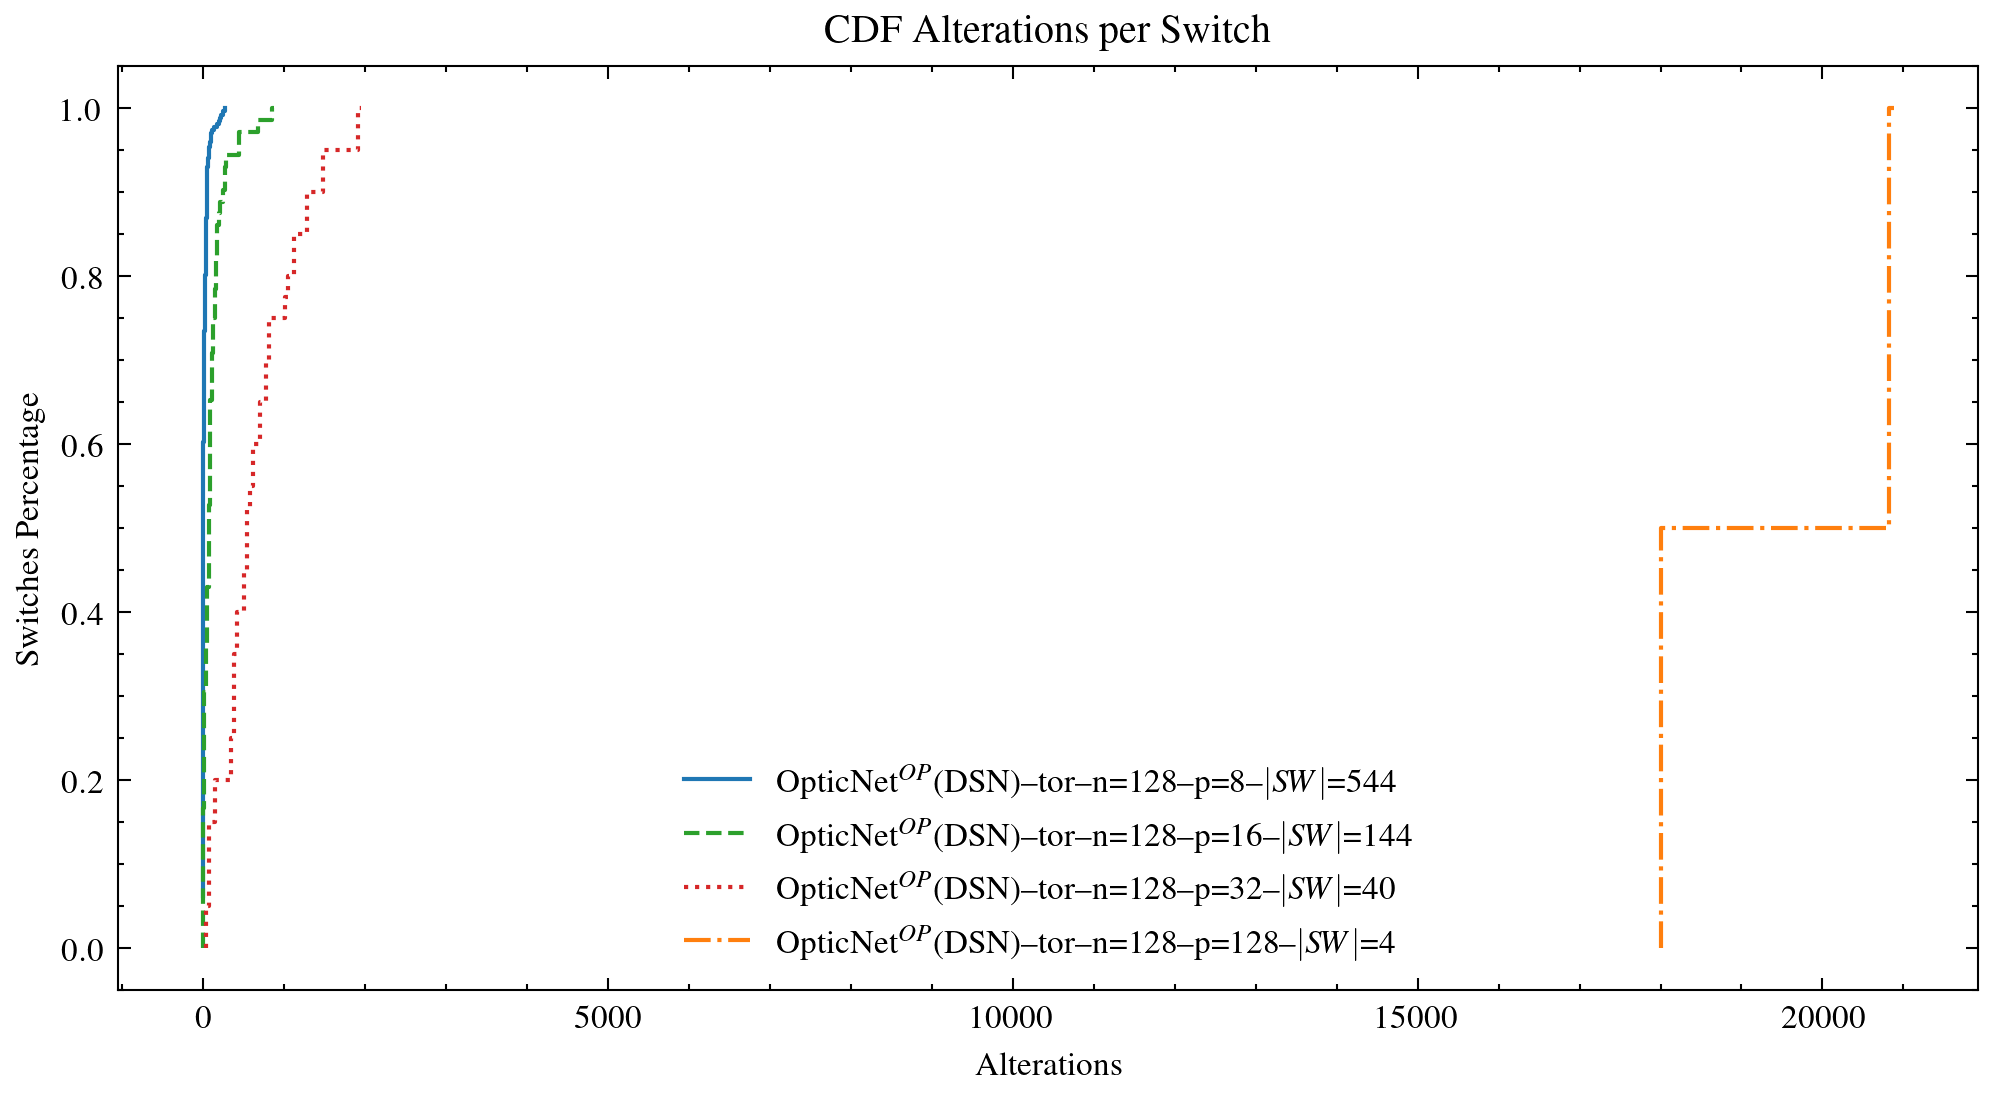 CDF Alterations per Switch
1.0
0.8
0.6
0.4
0.2
0.0
Switches Percentage
OpticNet^{OP}(DSN)–tor–n=128–p=8–|SW|=544
OpticNet^{OP}(DSN)–tor–n=128–p=16–|SW|=144
OpticNet^{OP}(DSN)–tor–n=128–p=32–|SW|=40
OpticNet^{OP}(DSN)–tor–n=128–p=128–|SW|=4
0 5000 10000 15000 20000
Alterations